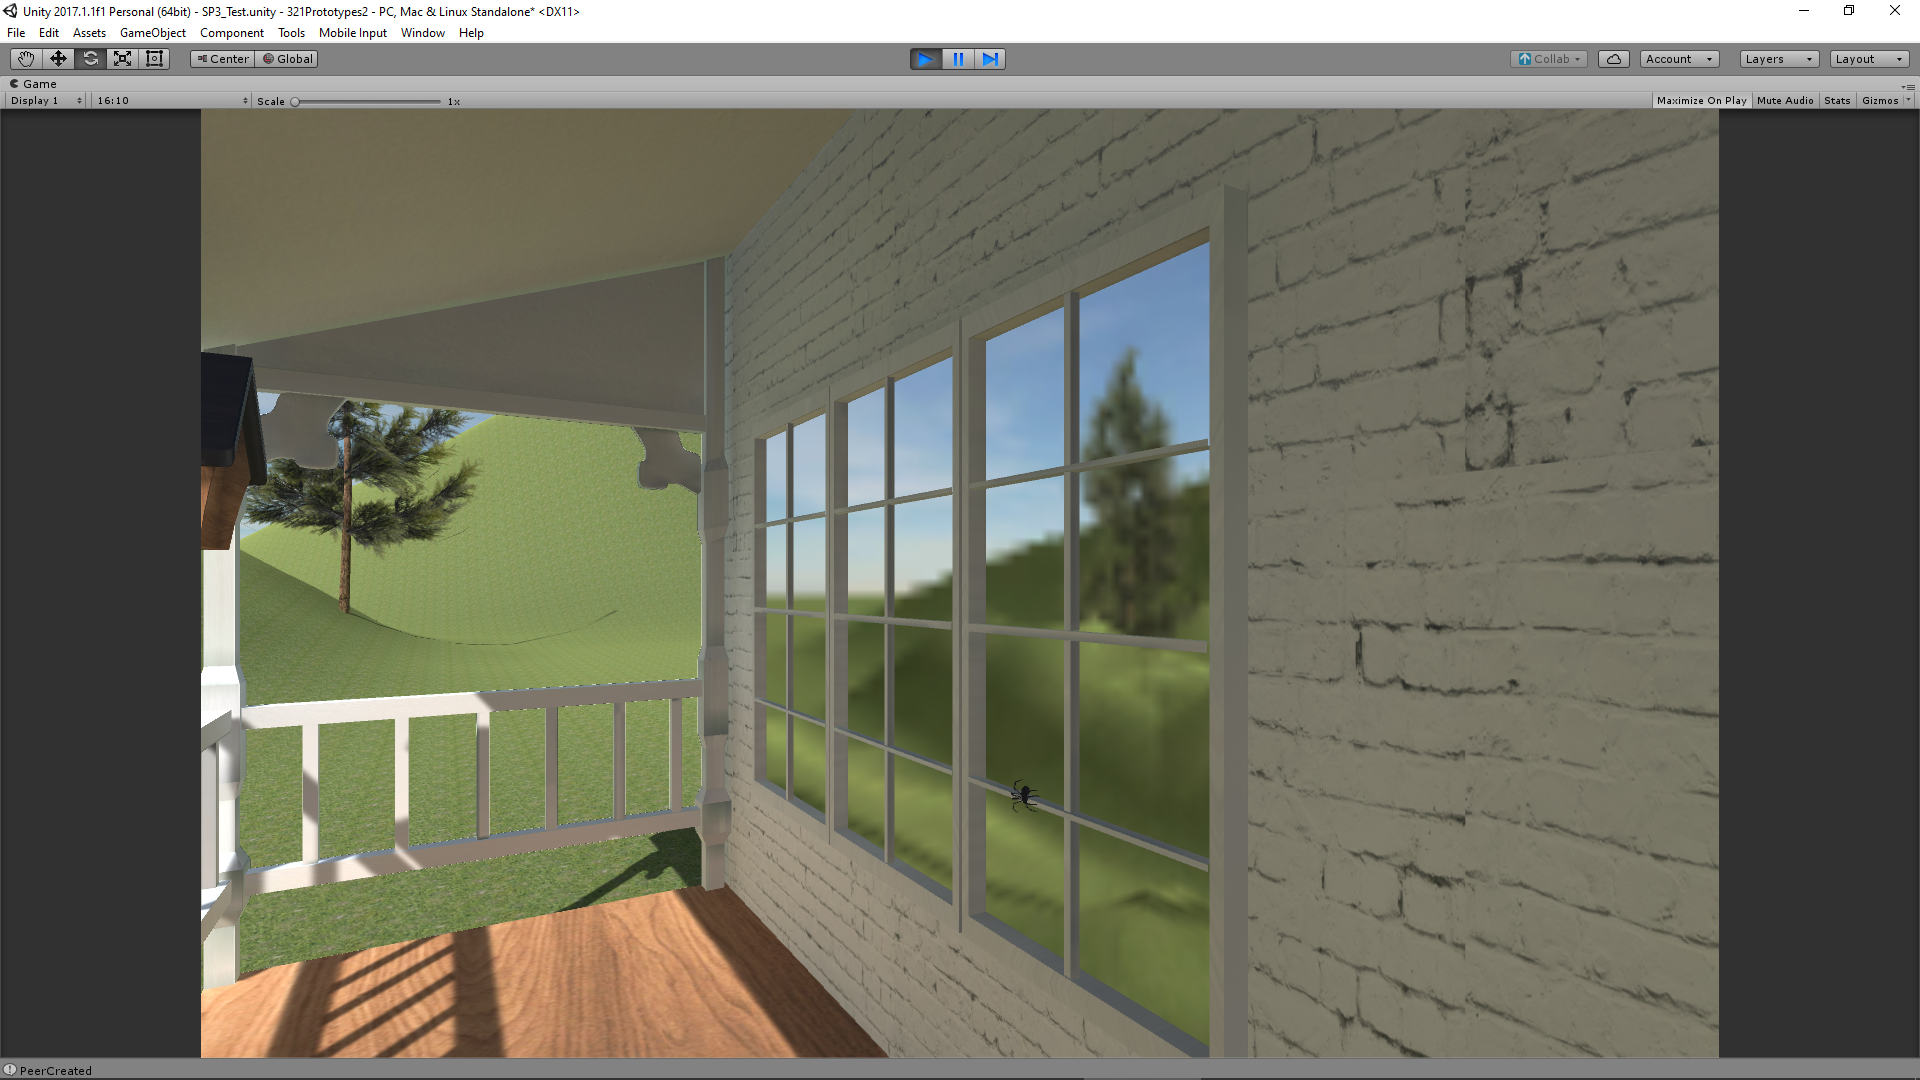 Unity 2017.1.1f1 Personal (64bit) - SP3_Test.unity - 321Prototypes2 - PC, Mac & Linux Standalone* <DX11>
File Edit Assets GameObject Component Tools Mobile Input Window Help
Center Global Collab Account Layers Layout
Game
Display 1 16:10 Scale 1x Maximize On Play Mute Audio Stats Gizmos
PeerCreated